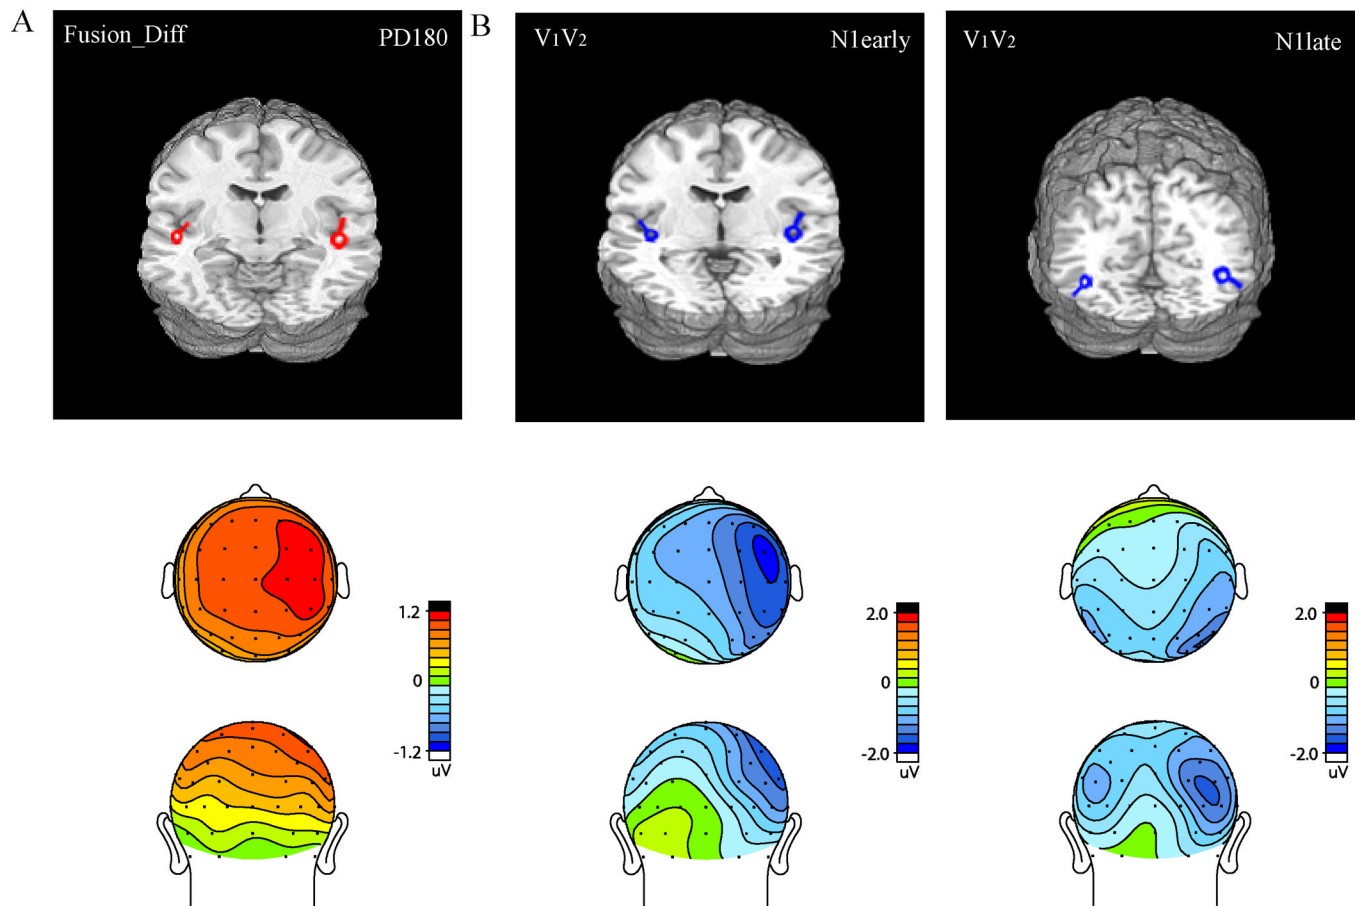 A
Fusion_Diff
PD180
B
V1V2
N1early
V1V2
N1late
1.2
0
-1.2
uV
2.0
0
-2.0
uV
2.0
0
-2.0
uV